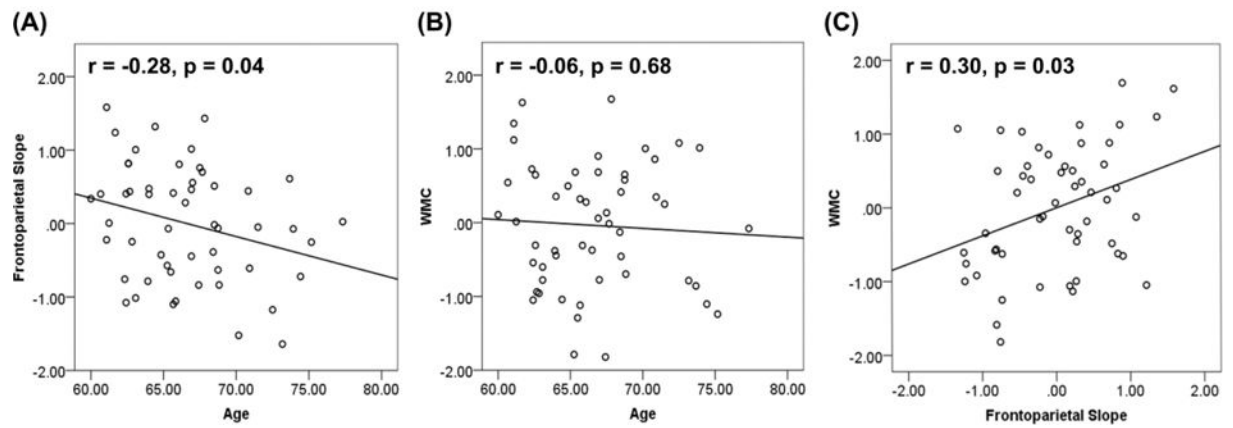 (A)
r = -0.28, p = 0.04
Frontoparietal Slope
2.00
1.00
.00
-1.00
-2.00
60.00 65.00 70.00 75.00 80.00
Age
(B)
r = -0.06, p = 0.68
WMC
2.00
1.00
.00
-1.00
-2.00
60.00 65.00 70.00 75.00 80.00
Age
(C)
r = 0.30, p = 0.03
WMC
2.00
1.00
.00
-1.00
-2.00
-2.00 -1.00 .00 1.00 2.00
Frontoparietal Slope